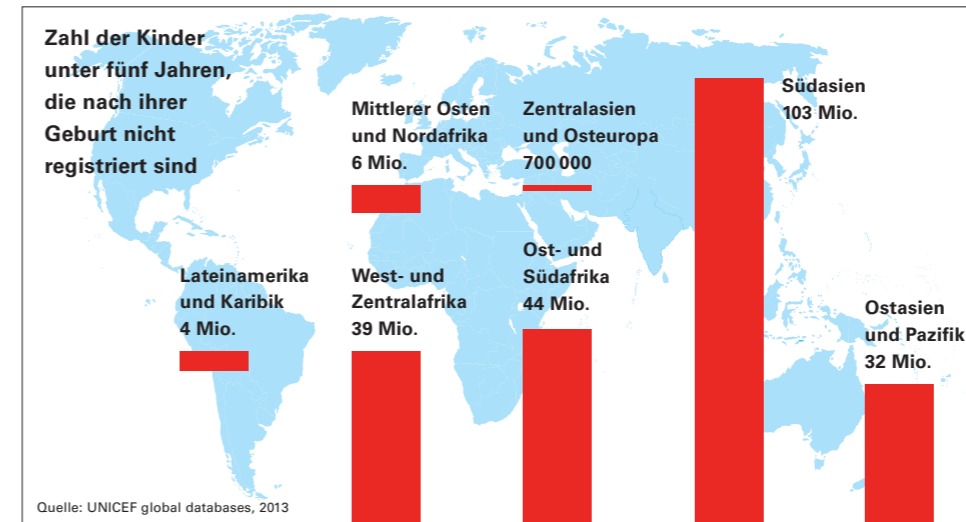 Zahl der Kinder
unter fünf Jahren,
die nach ihrer
Geburt nicht
registriert sind
Mittlerer Osten
und Nordafrika
6 Mio.
Zentralasien
und Osteuropa
700 000
Südasien
103 Mio.
Lateinamerika
und Karibik
4 Mio.
West- und
Zentralafrika
39 Mio.
Ost- und
Südafrika
44 Mio.
Ostasien
und Pazifik
32 Mio.
Quelle: UNICEF global databases, 2013